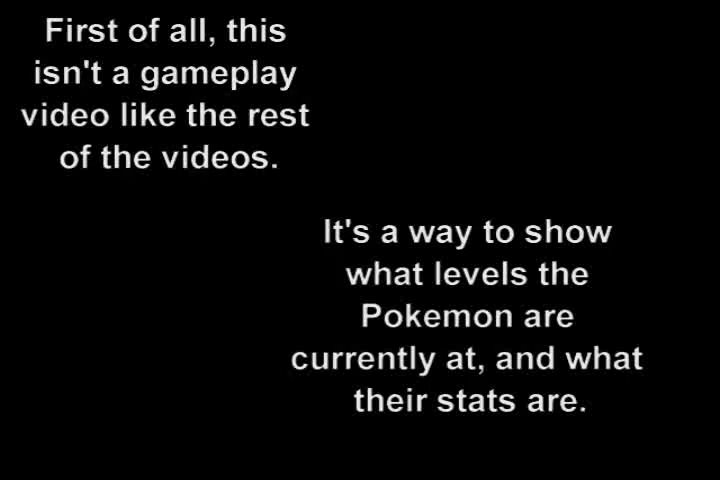 First of all, this
isn't a gameplay
video like the rest
of the videos.
It's a way to show
what levels the
Pokemon are
currently at, and what
their stats are.